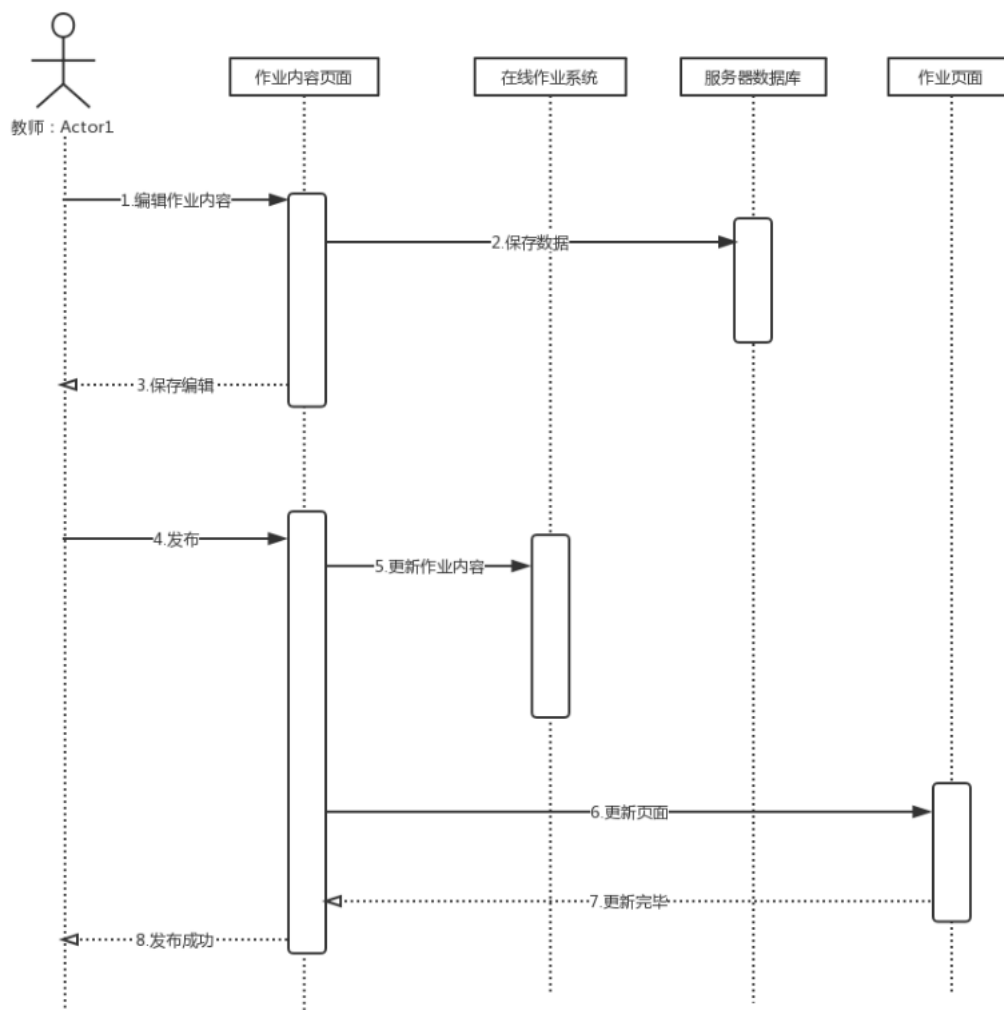 作业内容页面
在线作业系统
服务器数据库
作业页面
教师：Actor1
1.编辑作业内容
2.保存数据
3.保存编辑
4.发布
5.更新作业内容
6.更新页面
7.更新完毕
8.发布成功